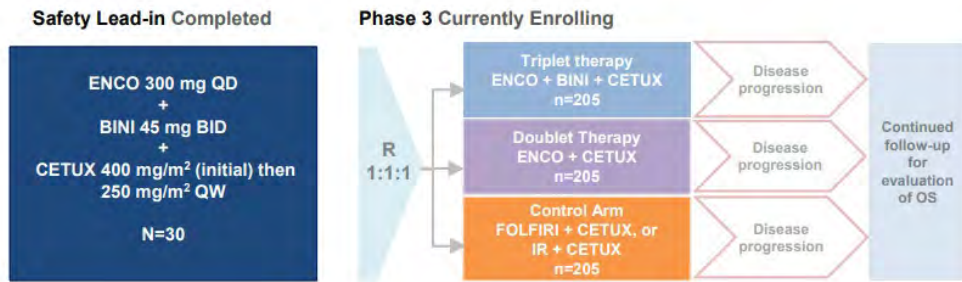 Safety Lead-in Completed
ENCO 300 mg QD
+
BINI 45 mg BID
+
CETUX 400 mg/m² (initial) then
250 mg/m² QW
N=30
Phase 3 Currently Enrolling
R
1:1:1
Triplet therapy
ENCO + BINI + CETUX
n=205
Disease
progression
Doublet Therapy
ENCO + CETUX
n=205
Disease
progression
Control Arm
FOLFIRI + CETUX, or
IR + CETUX
n=205
Disease
progression
Continued
follow-up
for
evaluation
of OS